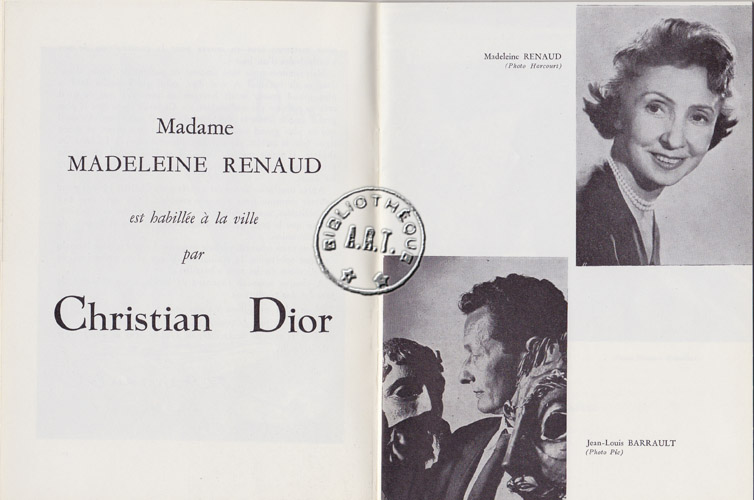 Madame
MADELEINE RENAUD
est habillée à la ville
par
Christian Dior
BIBLIOTHÈQUE
A.R.T.
Madeleine RENAUD
(Photo Harcourt)
Jean-Louis BARRAULT
(Photo Pic)